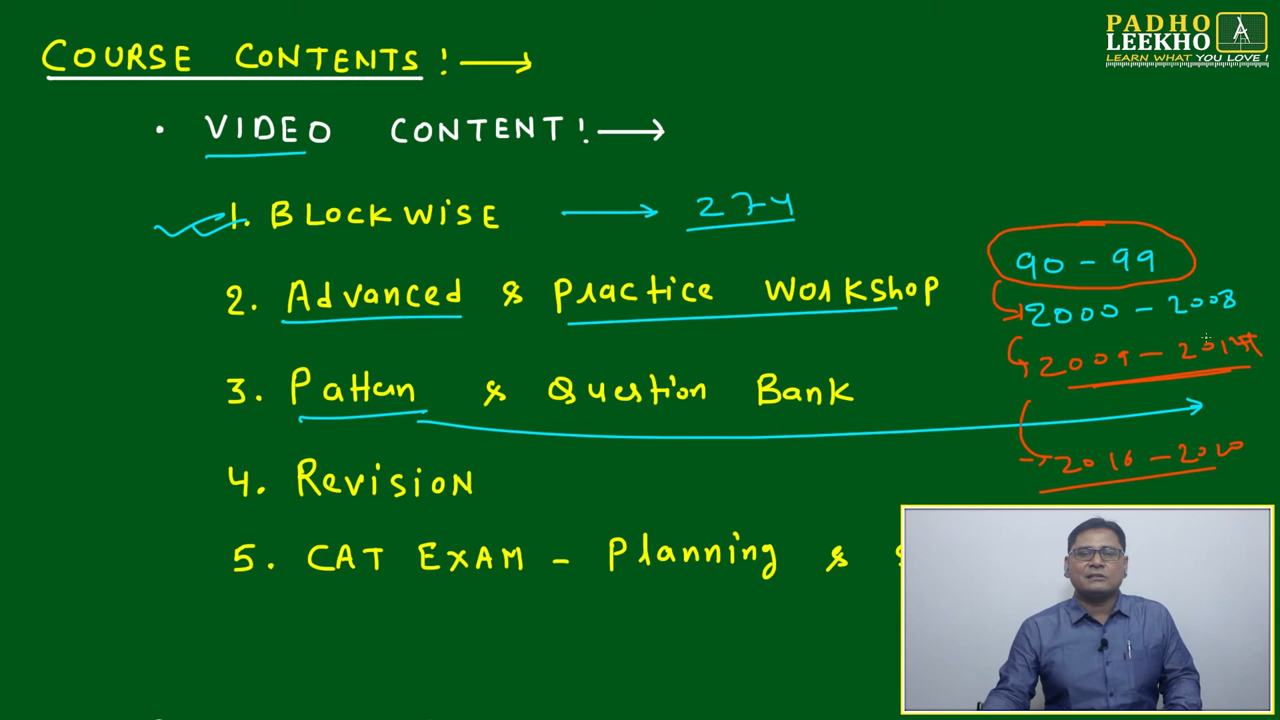 PADHO
LEEKHO
LEARN WHAT YOU LOVE !
COURSE CONTENTS ! →
• VIDEO CONTENT ! →
1. BLOCKWISE → 274
2. Advanced & Practice Workshop
3. Pattern & Question Bank
4. Revision
5. CAT EXAM - Planning &
90 - 99
2000 - 2008
2009 -
2016 - 2020